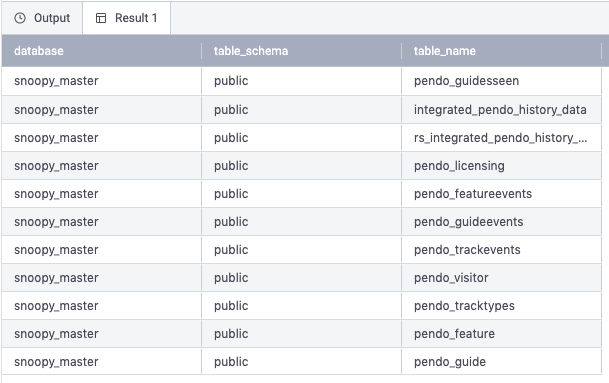 Output Result 1
database table_schema table_name
snoopy_master public pendo_guidesseen
snoopy_master public integrated_pendo_history_data
snoopy_master public rs_integrated_pendo_history_...
snoopy_master public pendo_licensing
snoopy_master public pendo_featureevents
snoopy_master public pendo_guideevents
snoopy_master public pendo_trackevents
snoopy_master public pendo_visitor
snoopy_master public pendo_tracktypes
snoopy_master public pendo_feature
snoopy_master public pendo_guide